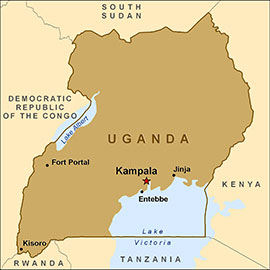 SOUTH
SUDAN
DEMOCRATIC
REPUBLIC
OF THE CONGO
Lake Albert
UGANDA
Fort Portal
Kampala
Jinja
Entebbe
KENYA
Kisoro
Lake
Victoria
RWANDA
TANZANIA